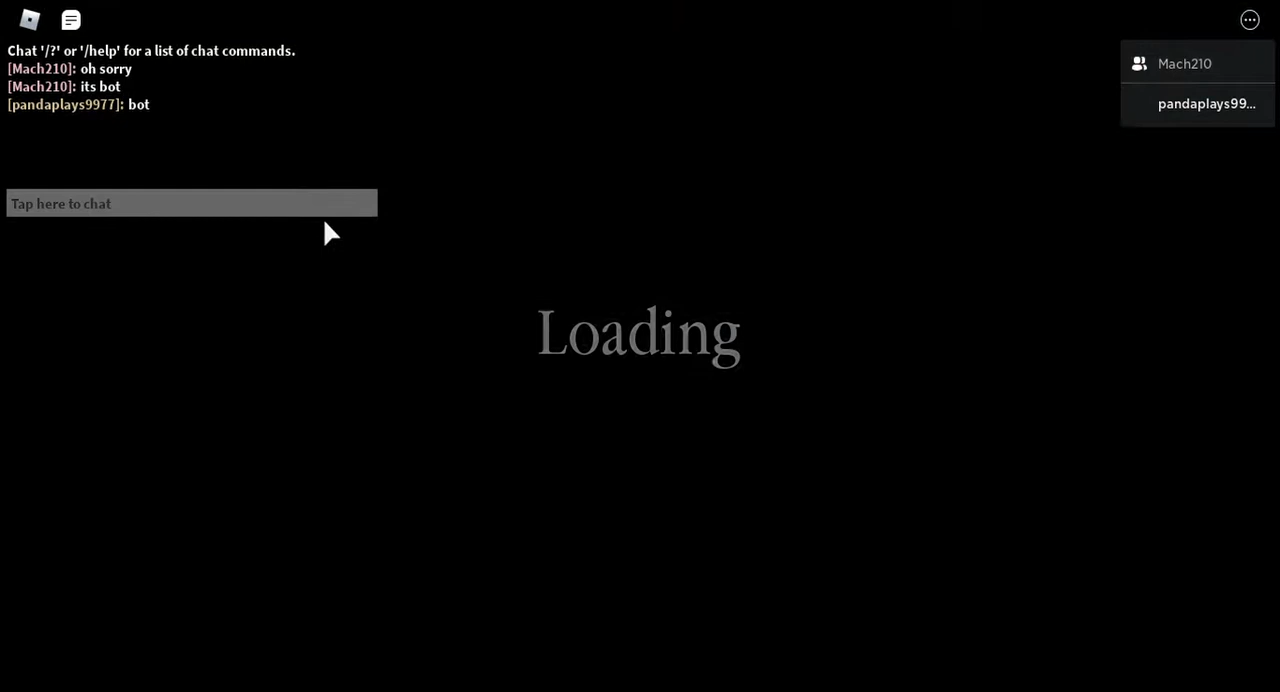 Chat '/?' or '/help' for a list of chat commands.
[Mach210]: oh sorry
[Mach210]: its bot
[pandaplays9977]: bot
Mach210
pandaplays99...
Tap here to chat
Loading